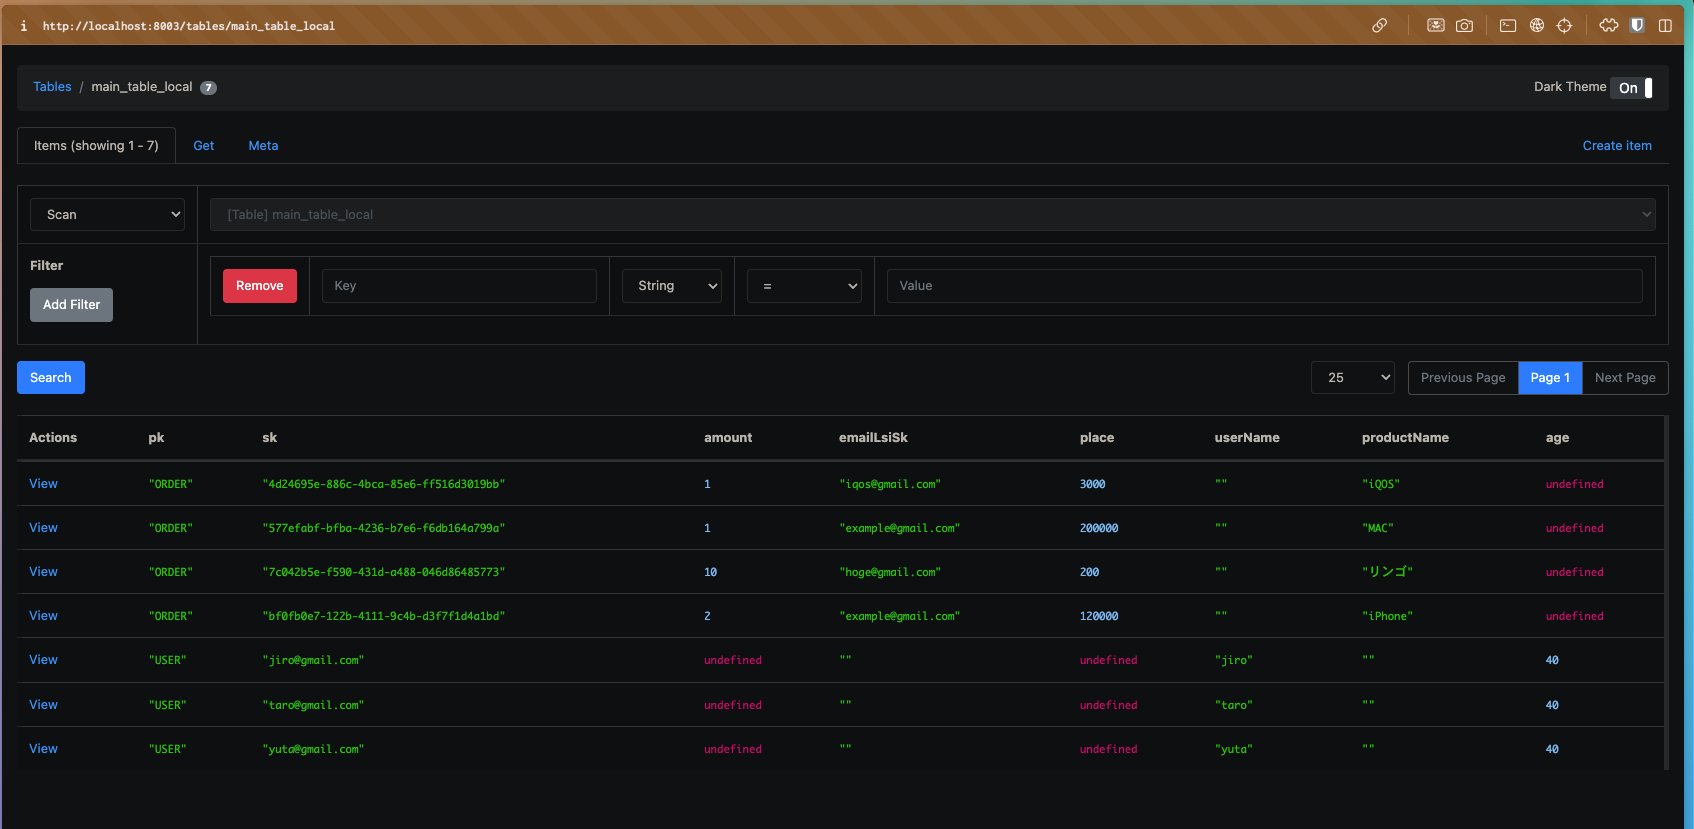 http://localhost:8003/tables/main_table_local
Tables / main_table_local 7 Dark Theme On
Items (showing 1 - 7) Get Meta Create item
Scan [Table] main_table_local
Filter
Remove Key String = Value
Add Filter
Search 25 Previous Page Page 1 Next Page
Actions pk sk amount emailLsiSk place userName productName age
View "ORDER" "4d24695e-886c-4bca-85e6-ff516d3019bb" 1 "iqos@gmail.com" 3000 "" "iQOS" undefined
View "ORDER" "577efabf-bfba-4236-b7e6-f6db164a799a" 1 "example@gmail.com" 200000 "" "MAC" undefined
View "ORDER" "7c042b5e-f590-431d-a488-046d86485773" 10 "hoge@gmail.com" 200 "" "リンゴ" undefined
View "ORDER" "bf0fb0e7-122b-4111-9c4b-d3f7f1d4a1bd" 2 "example@gmail.com" 120000 "" "iPhone" undefined
View "USER" "jiro@gmail.com" undefined "" undefined "jiro" "" 40
View "USER" "taro@gmail.com" undefined "" undefined "taro" "" 40
View "USER" "yuta@gmail.com" undefined "" undefined "yuta" "" 40